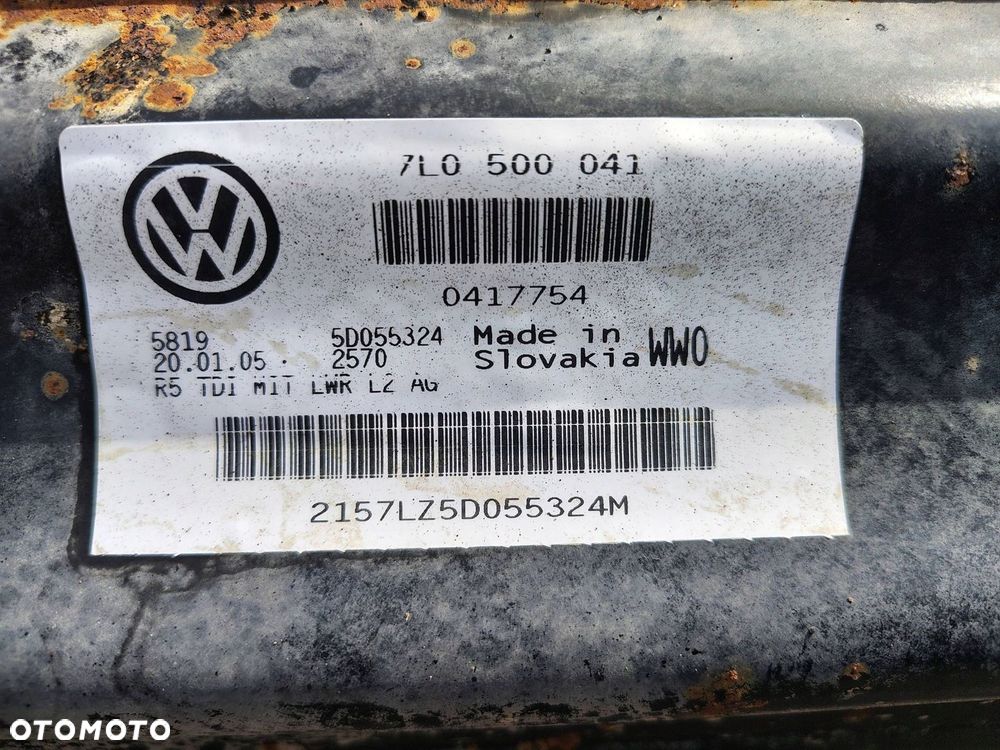 7L0 500 041
0417754
5819 5D055324 Made in
20.01.05 · 2570 Slovakia WWO
R5 TDI MIT LWR L2 AG
2157LZ5D055324M
OTOMOTO